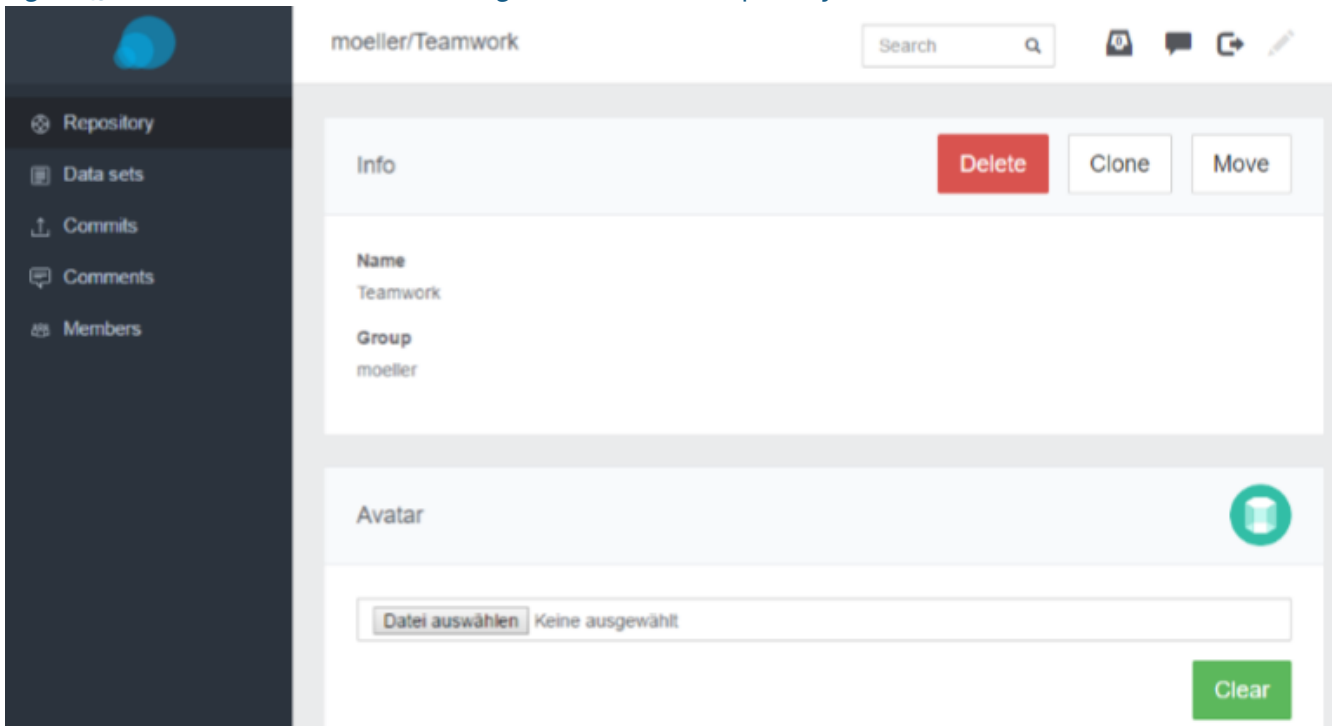 moeller/Teamwork
Search
0
Repository
Data sets
Commits
Comments
Members
Info
Delete
Clone
Move
Name
Teamwork
Group
moeller
Avatar
Datei auswählen Keine ausgewählt
Clear